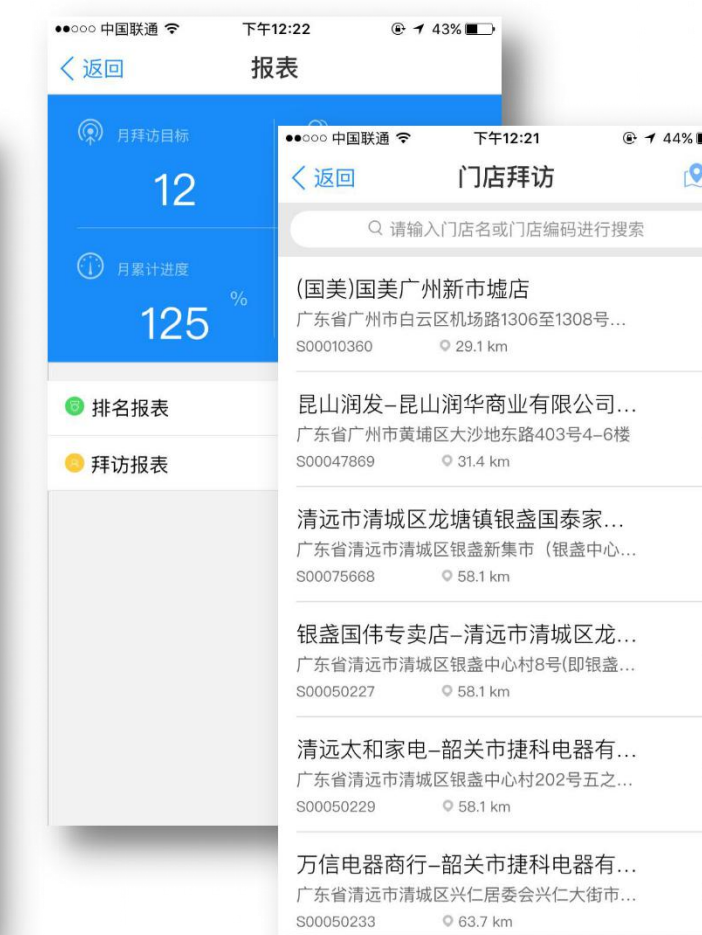 中国联通
下午12:22
43%
返回
报表
月拜访目标
12
月累计进度
125
%
排名报表
拜访报表
中国联通
下午12:21
44%
返回
门店拜访
请输入门店名或门店编码进行搜索
(国美)国美广州新市墟店
广东省广州市白云区机场路1306至1308号...
S00010360
29.1 km
昆山润发-昆山润华商业有限公司...
广东省广州市黄埔区大沙地东路403号4-6楼
S00047869
31.4 km
清远市清城区龙塘镇银盏国泰家...
广东省清远市清城区银盏新集市（银盏中心...
S00075668
58.1 km
银盏国伟专卖店-清远市清城区龙...
广东省清远市清城区银盏中心村8号(即银盏...
S00050227
58.1 km
清远太和家电-韶关市捷科电器有...
广东省清远市清城区银盏中心村202号五之...
S00050229
58.1 km
万信电器商行-韶关市捷科电器有...
广东省清远市清城区兴仁居委会兴仁大街市...
S00050233
63.7 km